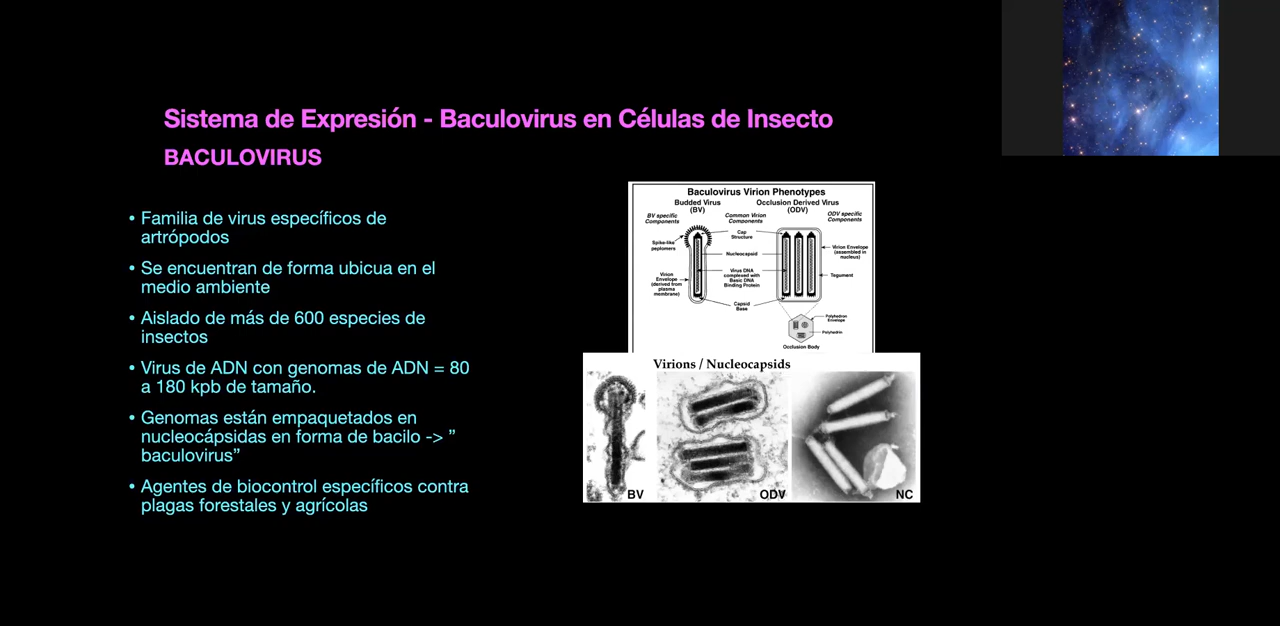 Sistema de Expresión - Baculovirus en Células de Insecto
BACULOVIRUS
• Familia de virus específicos de
artrópodos
• Se encuentran de forma ubicua en el
medio ambiente
• Aislado de más de 600 especies de
insectos
• Virus de ADN con genomas de ADN = 80
a 180 kpb de tamaño.
• Genomas están empaquetados en
nucleocápsidas en forma de bacilo -> ”
baculovirus”
• Agentes de biocontrol específicos contra
plagas forestales y agrícolas
Baculovirus Virion Phenotypes
Budded Virus
(BV)
Occlusion Derived Virus
(ODV)
BV specific
Components
Common Virion
Components
ODV specific
Components
Spike-like
peplomers
Cap
Structure
Nucleocapsid
Virion Envelope
(assembled in
nucleus)
Virion
Envelope
(derived from
plasma
membrane)
Virus DNA
complexed with
Basic DNA
Binding Protein
Tegument
Capsid
Base
Polyhedron
Envelope
Polyhedrin
Occlusion Body
Virions / Nucleocapsids
BV
ODV
NC